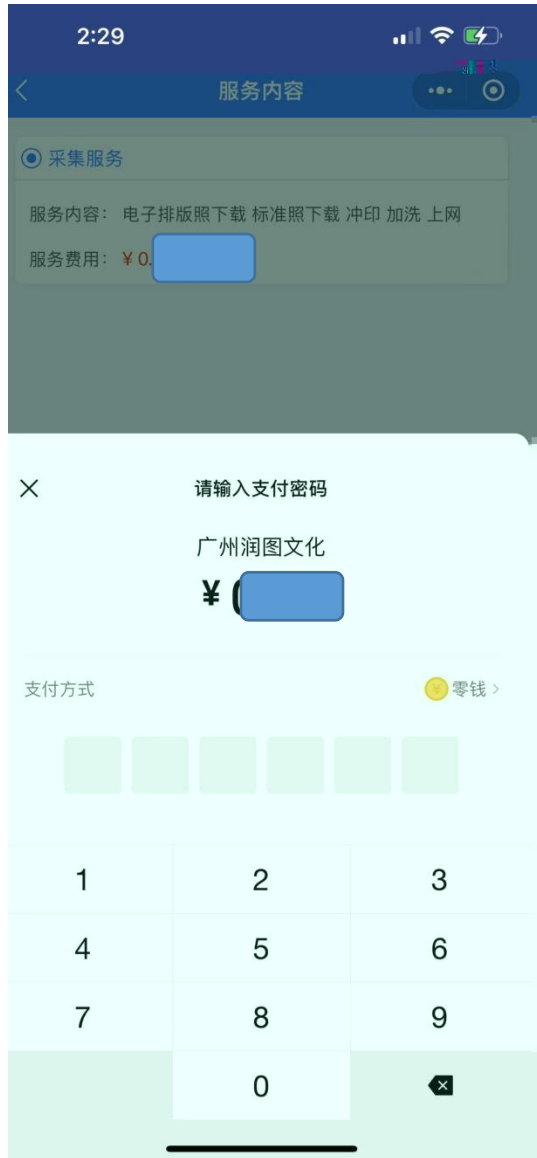 2:29
服务内容
采集服务
服务内容： 电子排版照下载 标准照下载 冲印 加洗 上网
服务费用： ¥ 0.
请输入支付密码
广州润图文化
¥
支付方式 零钱
1 2 3
4 5 6
7 8 9
0